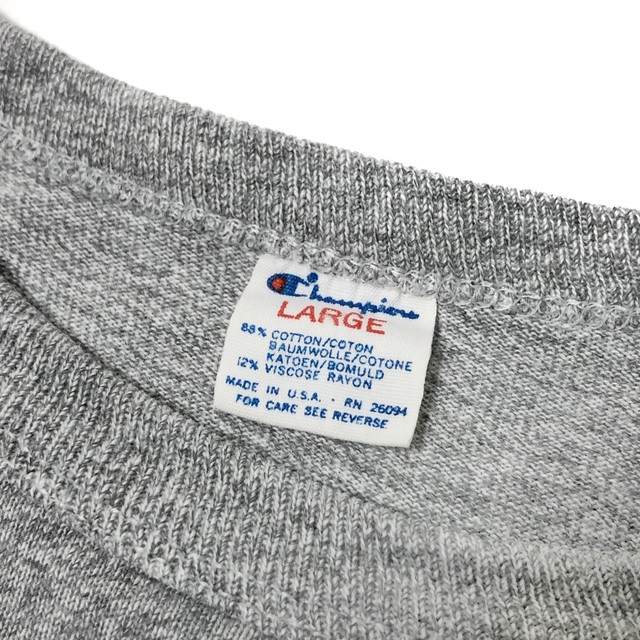 Champion
LARGE
88% COTTON/COTON
BAUMWOLLE/COTONE
KATOEN/BOMULD
12% VISCOSE RAYON
MADE IN U.S.A. · RN 26094
FOR CARE SEE REVERSE